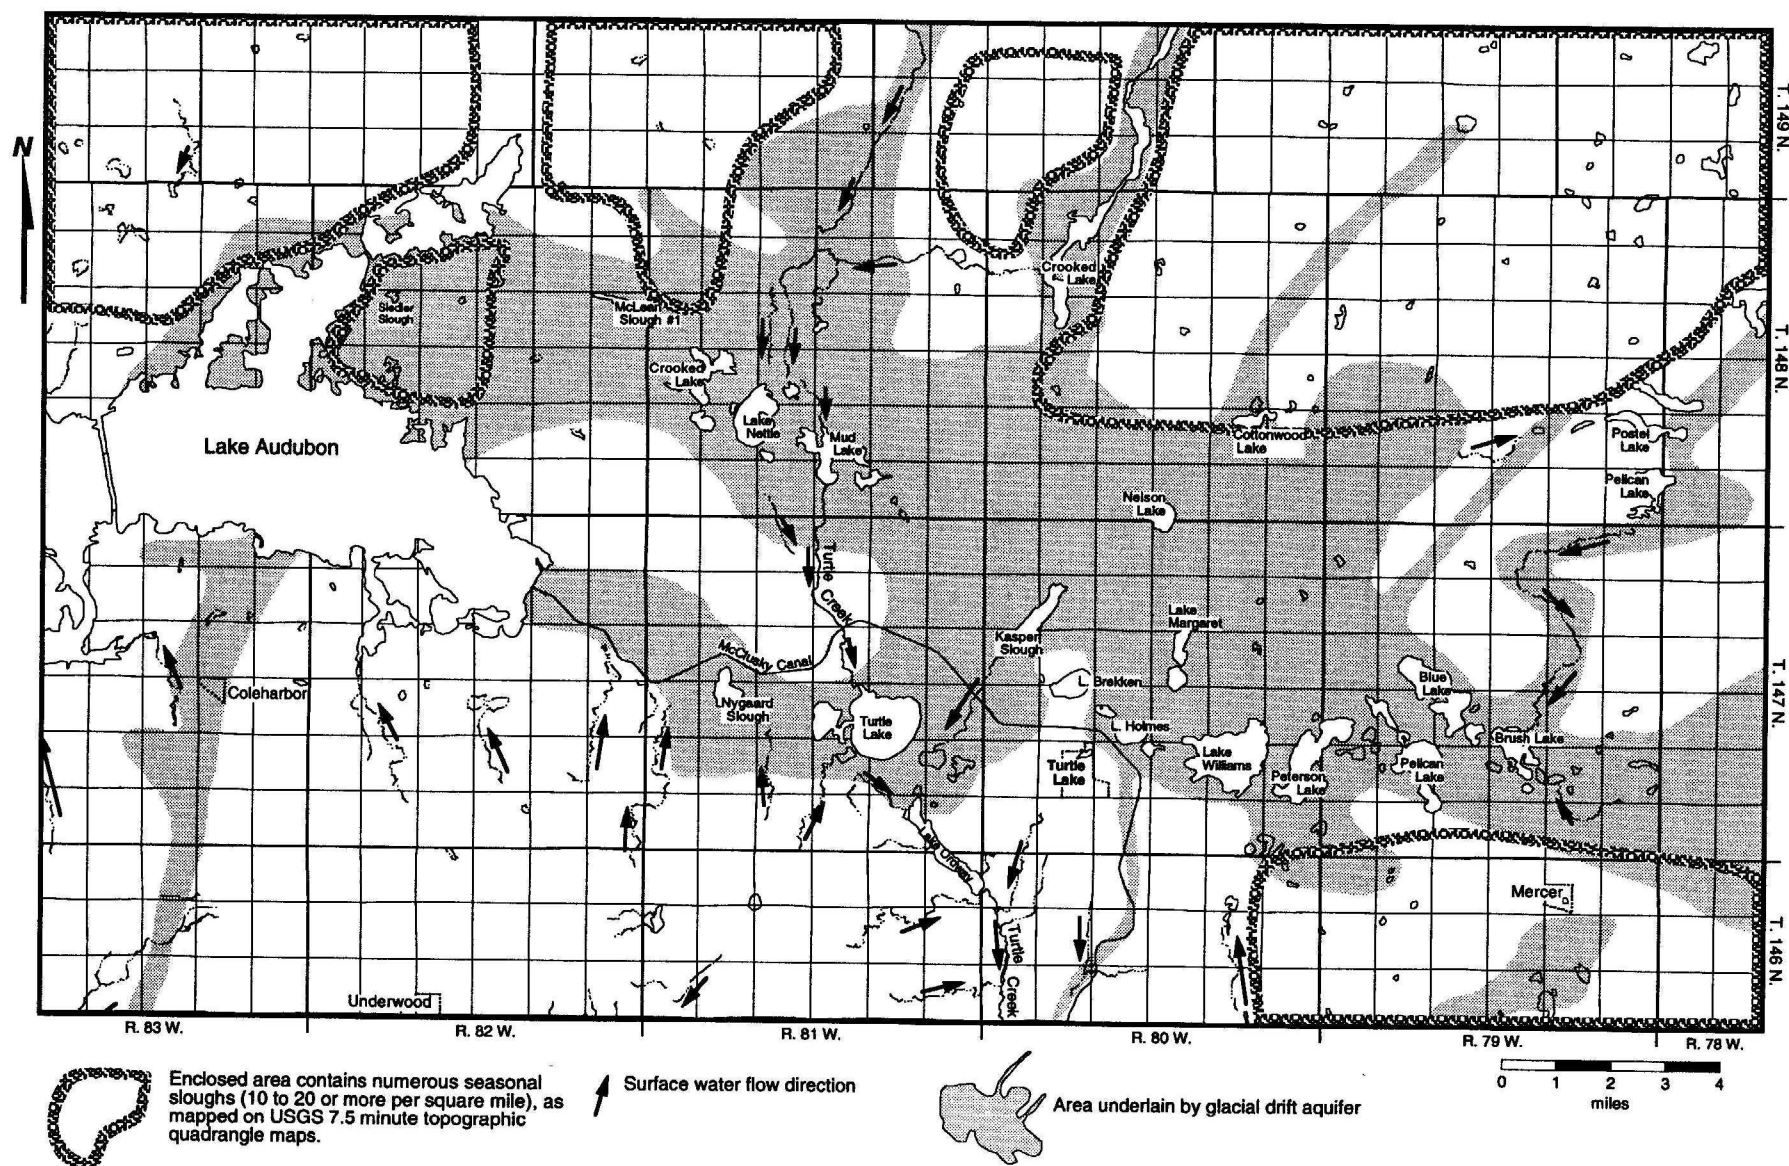 N
T. 149 N.
Crooked
Lake
Siedler
Slough
McLean
Slough #1
T. 148 N.
Crooked
Lake
Lake
Nettle
Mud
Lake
Cottonwood
Lake
Postel
Lake
Lake Audubon
Pelican
Lake
Nelson
Lake
Turtle
Creek
Lake
Margaret
Kasper
Slough
McClusky Canal
Coleharbor
L. Brekken
Blue
Lake
T. 147 N.
Nygaard
Slough
Turtle
Lake
L. Holmes
Brush Lake
Lake
Williams
Turtle
Lake
Pelican
Lake
Peterson
Lake
Lake Ordway
Mercer
Turtle
Creek
T. 146 N.
Underwood
R. 83 W.
R. 82 W.
R. 81 W.
R. 80 W.
R. 79 W.
R. 78 W.
Enclosed area contains numerous seasonal
sloughs (10 to 20 or more per square mile), as
mapped on USGS 7.5 minute topographic
quadrangle maps.
Surface water flow direction
Area underlain by glacial drift aquifer
0 1 2 3 4
miles